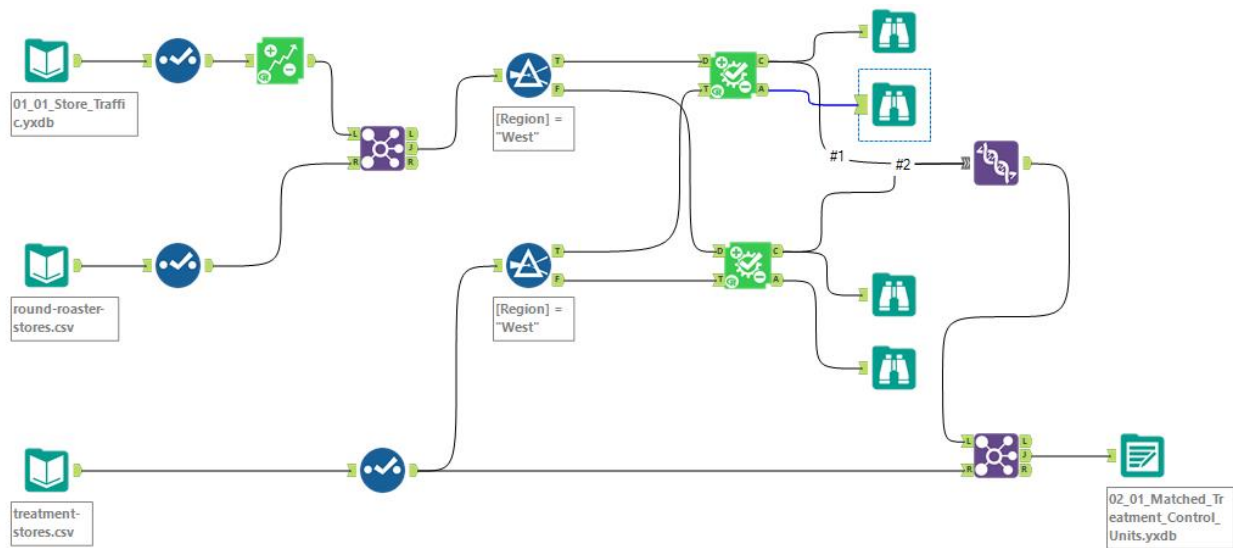 01_01_Store_Traffi
c.yxdb
L
R
L
J
R
[Region] =
"West"
T
F
D
T
C
A
#1
#2
round-roaster-
stores.csv
[Region] =
"West"
T
F
D
T
C
A
treatment-
stores.csv
L
R
L
J
R
02_01_Matched_Tr
eatment_Control_
Units.yxdb